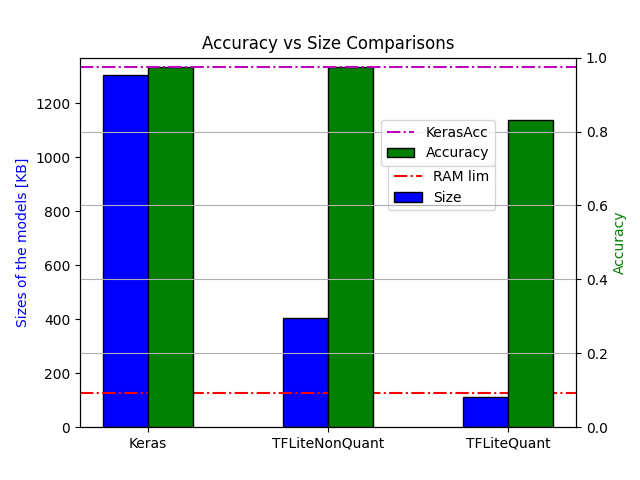 Accuracy vs Size Comparisons
Sizes of the models [KB]
1200
1000
800
600
400
200
0
KerasAcc
Accuracy
RAM lim
Size
1.0
0.8
0.6
0.4
0.2
0.0
Accuracy
Keras
TFLiteNonQuant
TFLiteQuant